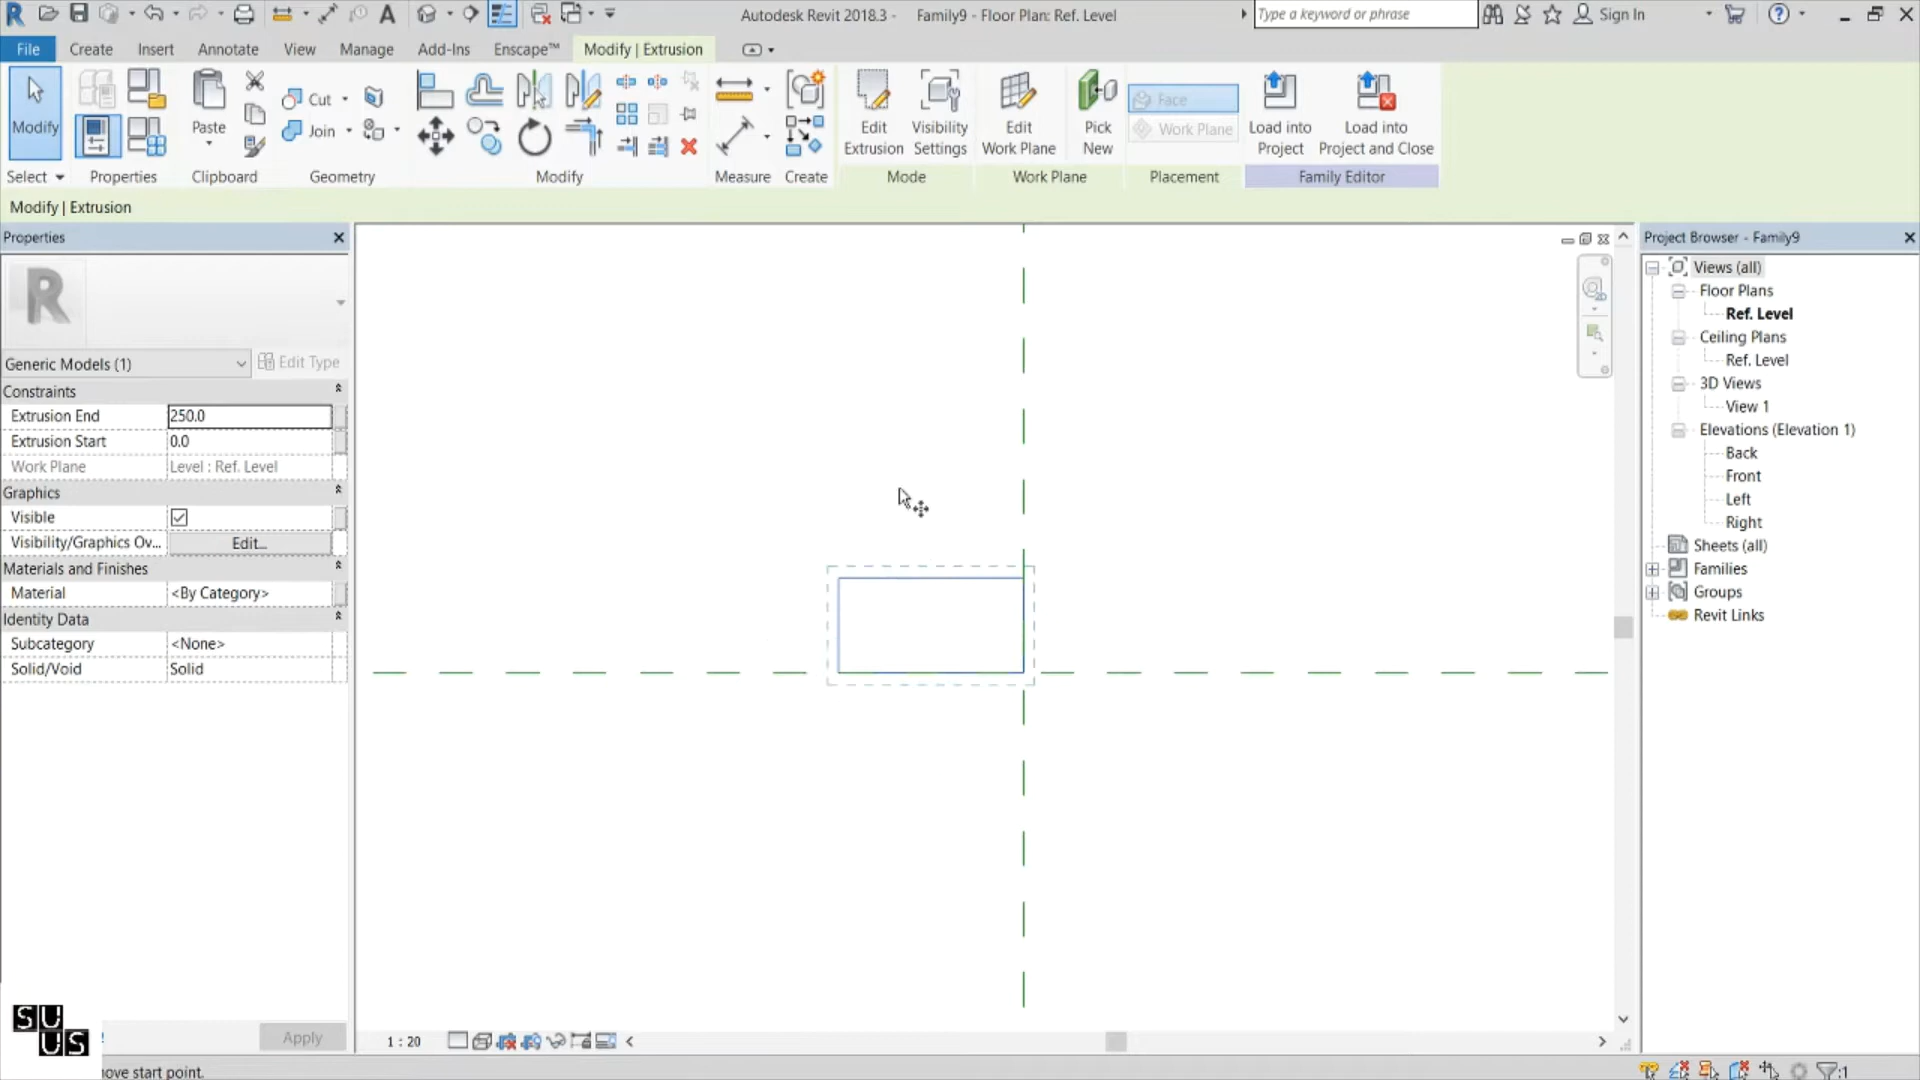 Autodesk Revit 2018.3 - Family9 - Floor Plan: Ref. Level
Type a keyword or phrase
Sign In
File Create Insert Annotate View Manage Add-Ins Enscape™ Modify | Extrusion
Modify
Paste
Cut
Join
Edit Extrusion
Visibility Settings
Edit Work Plane
Pick New
Face
Work Plane
Load into Project
Load into Project and Close
Select Properties Clipboard Geometry Modify Measure Create Mode Work Plane Placement Family Editor
Modify | Extrusion
Properties
R
Generic Models (1)
Edit Type
Constraints
Extrusion End 250.0
Extrusion Start 0.0
Work Plane Level : Ref. Level
Graphics
Visible
Visibility/Graphics Ov... Edit...
Materials and Finishes
Material <By Category>
Identity Data
Subcategory <None>
Solid/Void Solid
Apply
SU
US
ove start point.
1 : 20
Project Browser - Family9
Views (all)
Floor Plans
Ref. Level
Ceiling Plans
Ref. Level
3D Views
View 1
Elevations (Elevation 1)
Back
Front
Left
Right
Sheets (all)
Families
Groups
Revit Links
:1